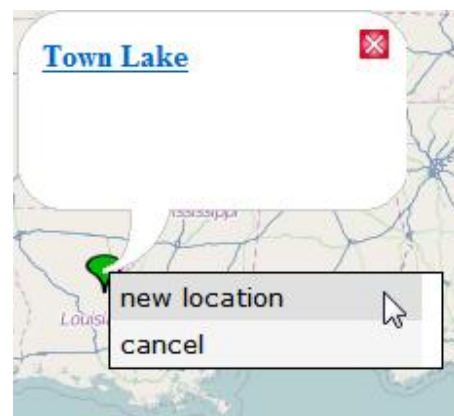 Town Lake
Mississippi
Louisi
new location
cancel